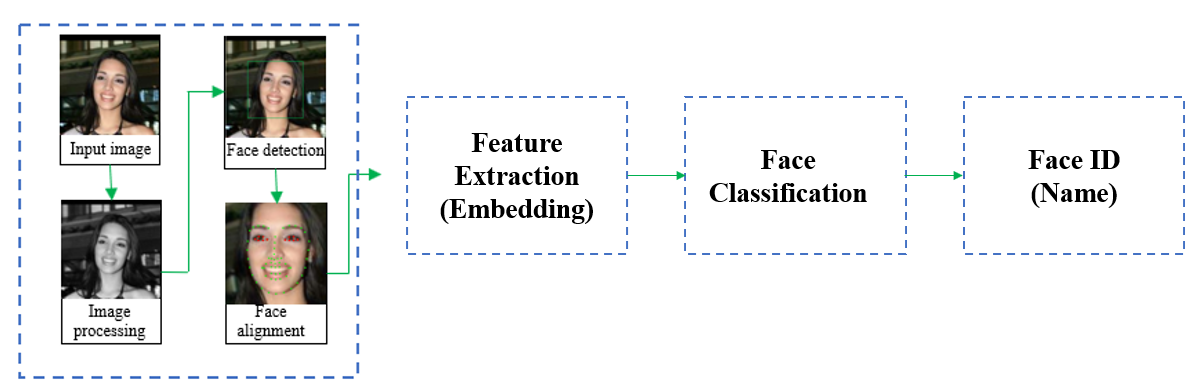 Input image
Image
processing
Face detection
Face
alignment
Feature
Extraction
(Embedding)
Face
Classification
Face ID
(Name)